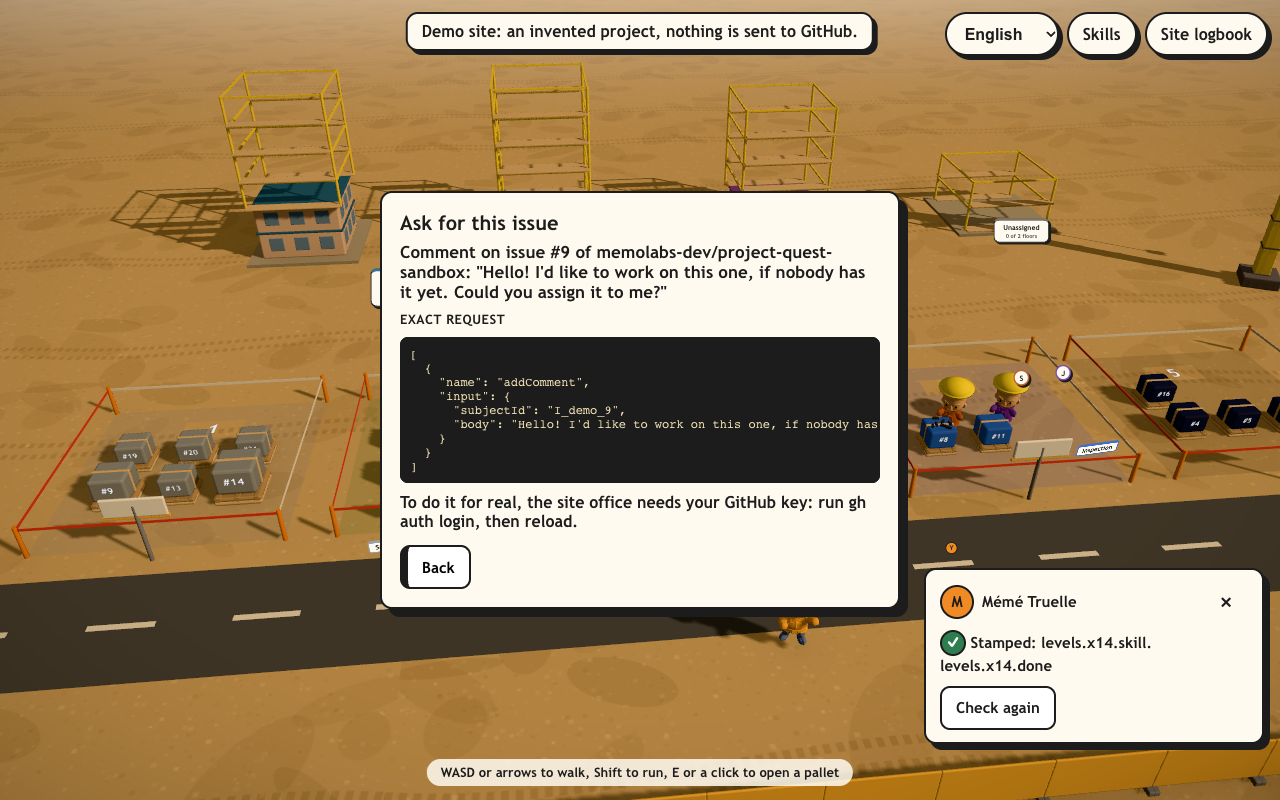 Demo site: an invented project, nothing is sent to GitHub.
English
Skills
Site logbook
Unassigned
0 of 2 floors
Ask for this issue
Comment on issue #9 of memolabs-dev/project-quest-
sandbox: "Hello! I'd like to work on this one, if nobody has
it yet. Could you assign it to me?"
EXACT REQUEST
[
{
"name": "addComment",
"input": {
"subjectId": "I_demo_9",
"body": "Hello! I'd like to work on this one, if nobody has
}
}
]
To do it for real, the site office needs your GitHub key: run gh
auth login, then reload.
Back
S
J
5
#16
#4
#5
#8
#11
Inspection
1
#19
#20
#9
#13
#14
Y
M
Mémé Truelle
×
Stamped: levels.x14.skill.
levels.x14.done
Check again
WASD or arrows to walk, Shift to run, E or a click to open a pallet